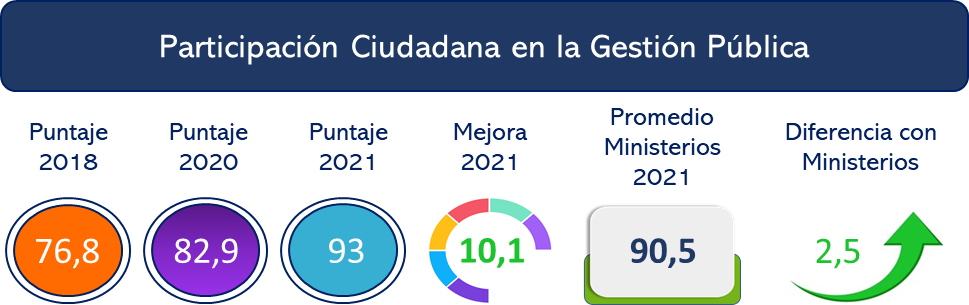 Participación Ciudadana en la Gestión Pública
Puntaje
2018
Puntaje
2020
Puntaje
2021
Mejora
2021
Promedio
Ministerios
2021
Diferencia con
Ministerios
76,8
82,9
93
10,1
90,5
2,5